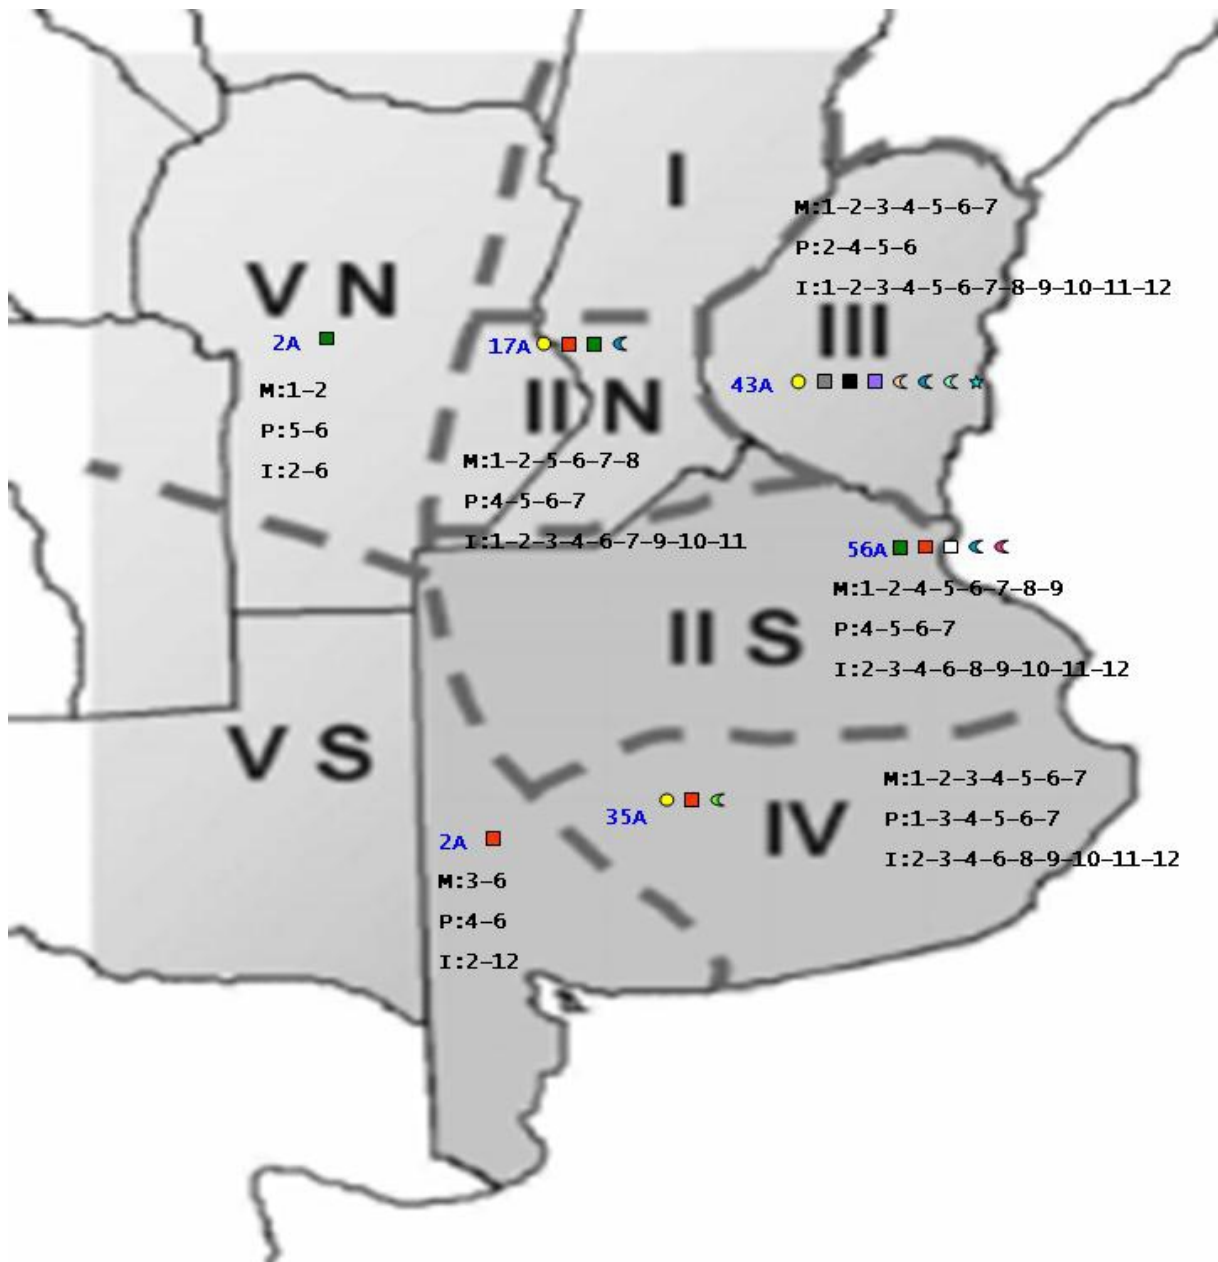 I
M:1-2-3-4-5-6-7
P:2-4-5-6
I:1-2-3-4-5-6-7-8-9-10-11-12
III
43A
V N
2A
M:1-2
P:5-6
I:2-6
17A
II N
M:1-2-5-6-7-8
P:4-5-6-7
I:1-2-3-4-6-7-9-10-11
56A
M:1-2-4-5-6-7-8-9
II S
P:4-5-6-7
I:2-3-4-6-8-9-10-11-12
V S
35A
IV
M:1-2-3-4-5-6-7
P:1-3-4-5-6-7
I:2-3-4-6-8-9-10-11-12
2A
M:3-6
P:4-6
I:2-12